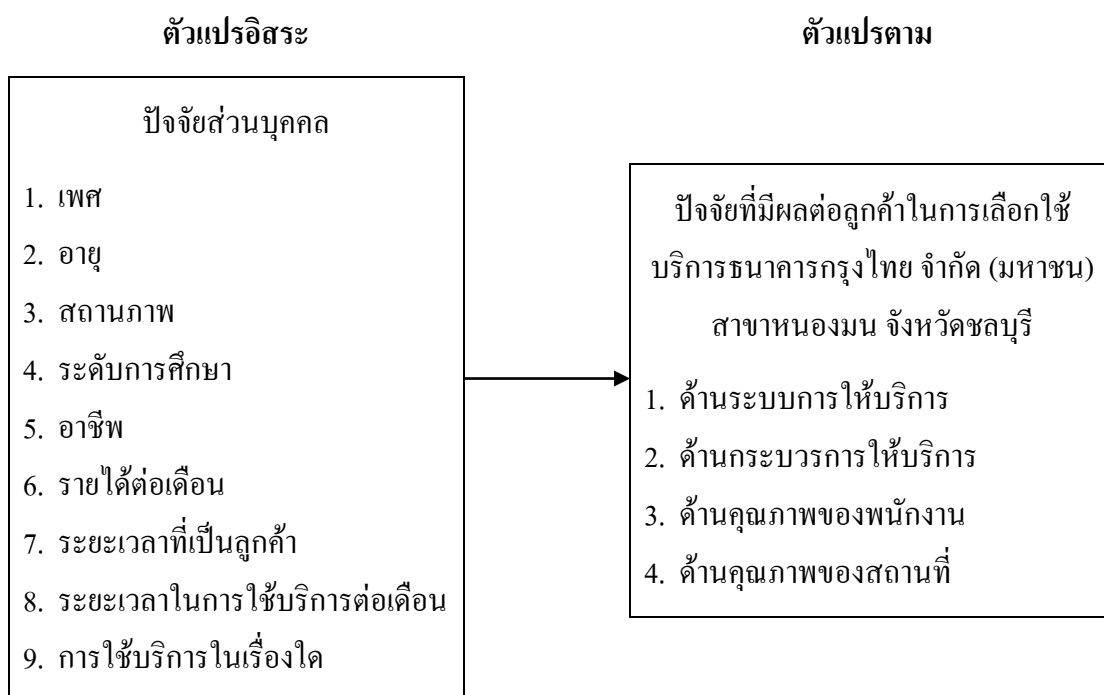 ตัวแปรอิสระ
ตัวแปรตาม
ปัจจัยส่วนบุคคล
1. เพศ
2. อายุ
3. สถานภาพ
4. ระดับการศึกษา
5. อาชีพ
6. รายได้ต่อเดือน
7. ระยะเวลาที่เป็นลูกค้า
8. ระยะเวลาในการใช้บริการต่อเดือน
9. การใช้บริการในเรื่องใด
ปัจจัยที่มีผลต่อลูกค้าในการเลือกใช้
บริการธนาคารกรุงไทย จำกัด (มหาชน)
สาขาหนองมน จังหวัดชลบุรี
1. ด้านระบบการให้บริการ
2. ด้านกระบวรการให้บริการ
3. ด้านคุณภาพของพนักงาน
4. ด้านคุณภาพของสถานที่